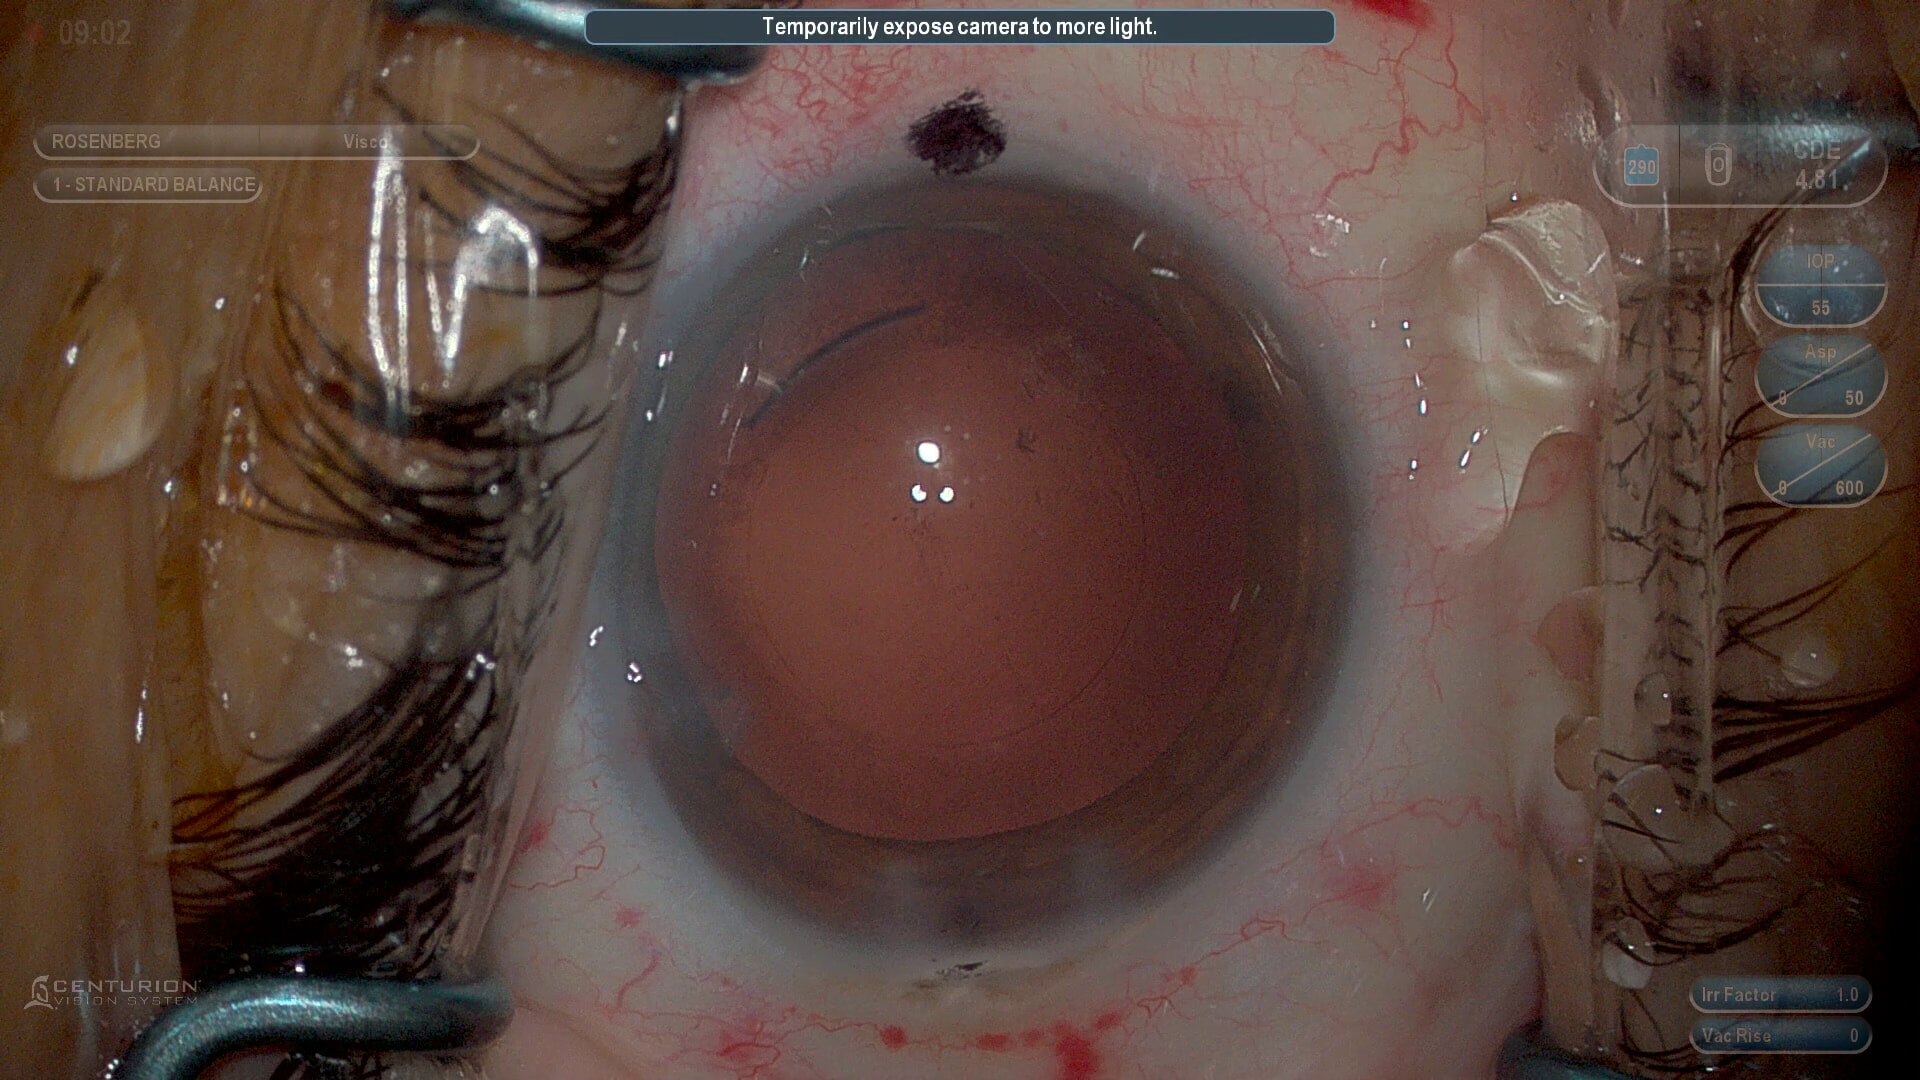 Temporarily expose camera to more light.
09:02
ROSENBERG Visco
1 - STANDARD BALANCE
290 0 CDE
4.81
IOP
55
Asp
0 50
Vac
0 600
CENTURION
VISION SYSTEM
Irr Factor 1.0
Vac Rise 0